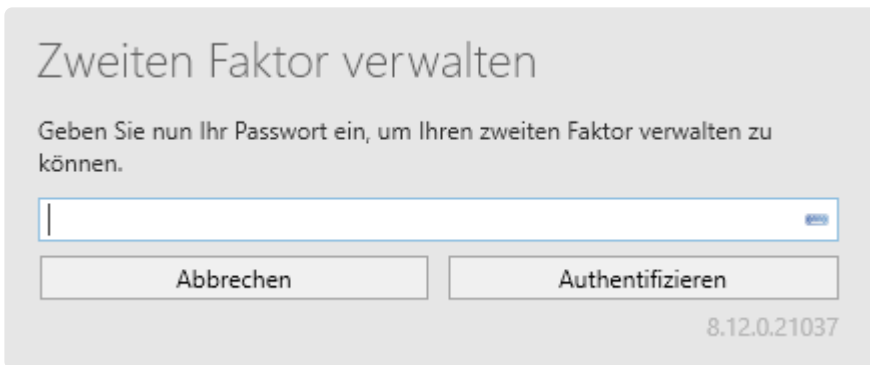 Zweiten Faktor verwalten
Geben Sie nun Ihr Passwort ein, um Ihren zweiten Faktor verwalten zu
können.
Abbrechen
Authentifizieren
8.12.0.21037